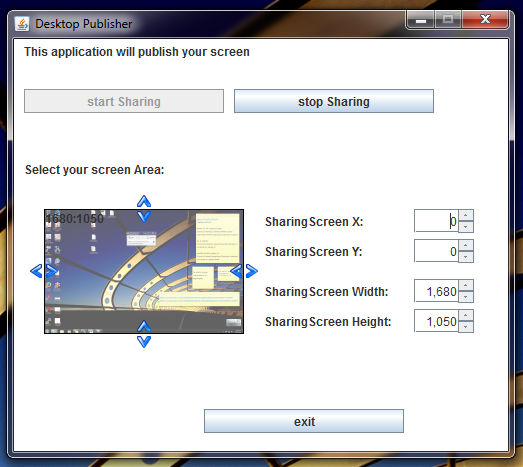 Desktop Publisher
This application will publish your screen
start Sharing
stop Sharing
Select your screen Area:
1680:1050
SharingScreen X: 0
SharingScreen Y: 0
SharingScreen Width: 1,680
SharingScreen Height: 1,050
exit